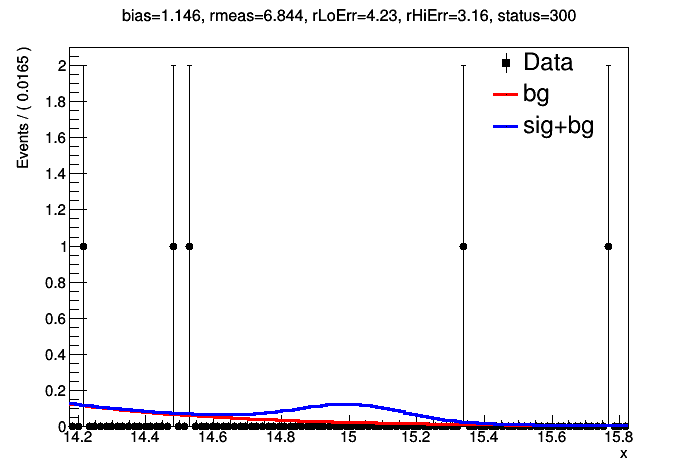 bias=1.146, rmeas=6.844, rLoErr=4.23, rHiErr=3.16, status=300
Events / ( 0.0165 )
2
1.8
1.6
1.4
1.2
1
0.8
0.6
0.4
0.2
0
Data
bg
sig+bg
14.2 14.4 14.6 14.8 15 15.2 15.4 15.6 15.8
x